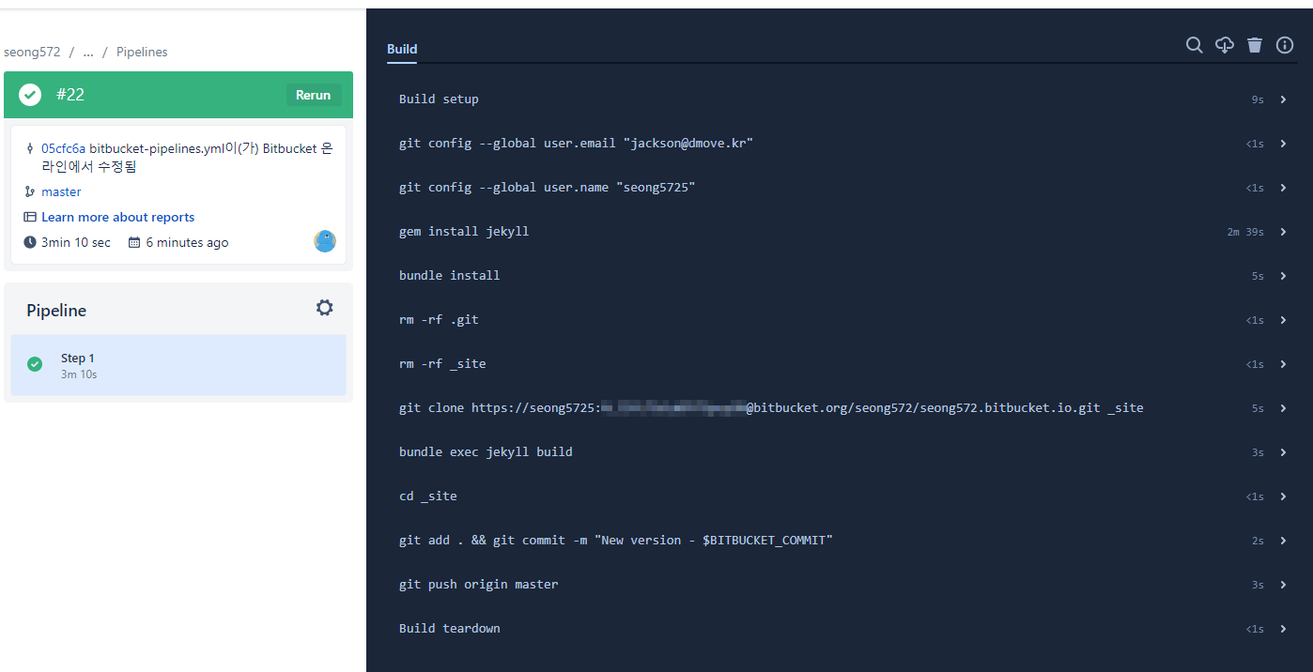 seong572 / ... / Pipelines
#22
Rerun
05cfc6a bitbucket-pipelines.yml이(가) Bitbucket 온
라인에서 수정됨
master
Learn more about reports
3min 10 sec 6 minutes ago
Pipeline
Step 1
3m 10s
Build
Build setup 9s
git config --global user.email "jackson@dmove.kr" <1s
git config --global user.name "seong5725" <1s
gem install jekyll 2m 39s
bundle install 5s
rm -rf .git <1s
rm -rf _site <1s
git clone https://seong5725:@bitbucket.org/seong572/seong572.bitbucket.io.git _site 5s
bundle exec jekyll build 3s
cd _site <1s
git add . && git commit -m "New version - $BITBUCKET_COMMIT" 2s
git push origin master 3s
Build teardown <1s